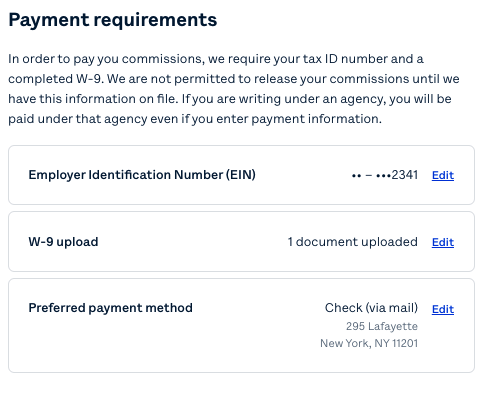 Payment requirements
In order to pay you commissions, we require your tax ID number and a
completed W-9. We are not permitted to release your commissions until we
have this information on file. If you are writing under an agency, you will be
paid under that agency even if you enter payment information.
Employer Identification Number (EIN) •• – •••2341 Edit
W-9 upload 1 document uploaded Edit
Preferred payment method Check (via mail) Edit
295 Lafayette
New York, NY 11201